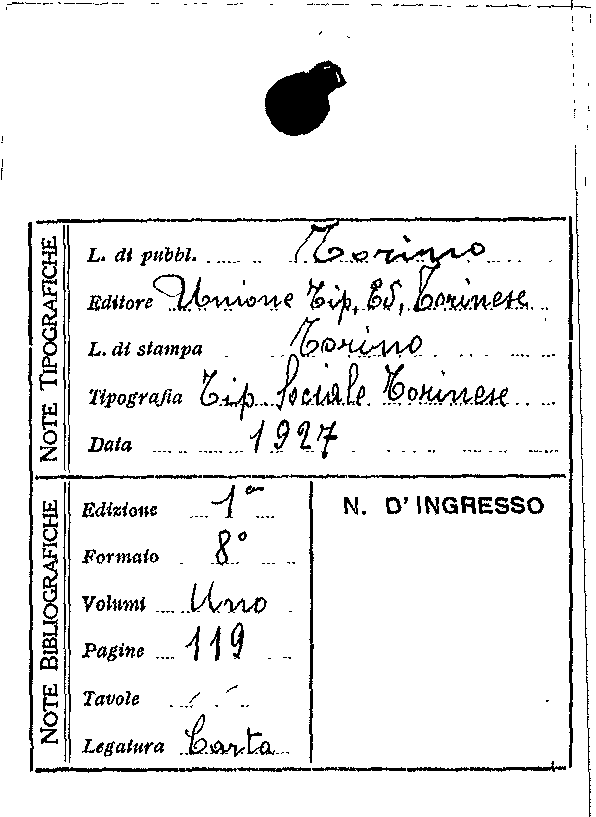 NOTE TIPOGRAFICHE
L. di pubbl. Torino
Editore Unione Tip. Ed. Torinese
L. di stampa Torino
Tipografia Tip Sociale Torinese
Data 1927
NOTE BIBLIOGRAFICHE
Edizione 1a
Formato 8°
Volumi Uno
Pagine 119
Tavole
Legatura Carta
N. D'INGRESSO